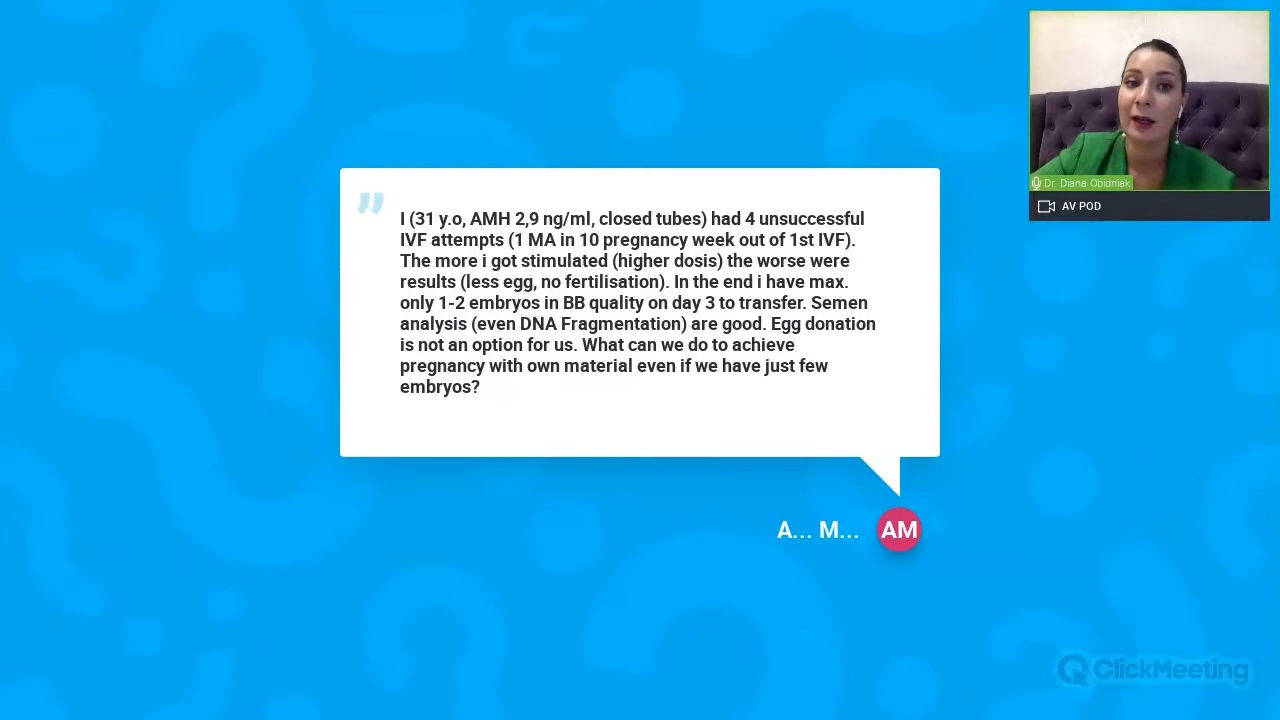 I (31 y.o, AMH 2,9 ng/ml, closed tubes) had 4 unsuccessful
IVF attempts (1 MA in 10 pregnancy week out of 1st IVF).
The more i got stimulated (higher dosis) the worse were
results (less egg, no fertilisation). In the end i have max.
only 1-2 embryos in BB quality on day 3 to transfer. Semen
analysis (even DNA Fragmentation) are good. Egg donation
is not an option for us. What can we do to achieve
pregnancy with own material even if we have just few
embryos?
A... M... AM
Dr. Diana Obidniak
AV POD
ClickMeeting